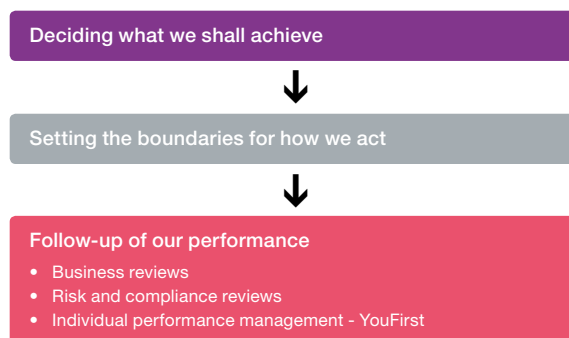 Deciding what we shall achieve
Setting the boundaries for how we act
Follow-up of our performance
• Business reviews
• Risk and compliance reviews
• Individual performance management - YouFirst